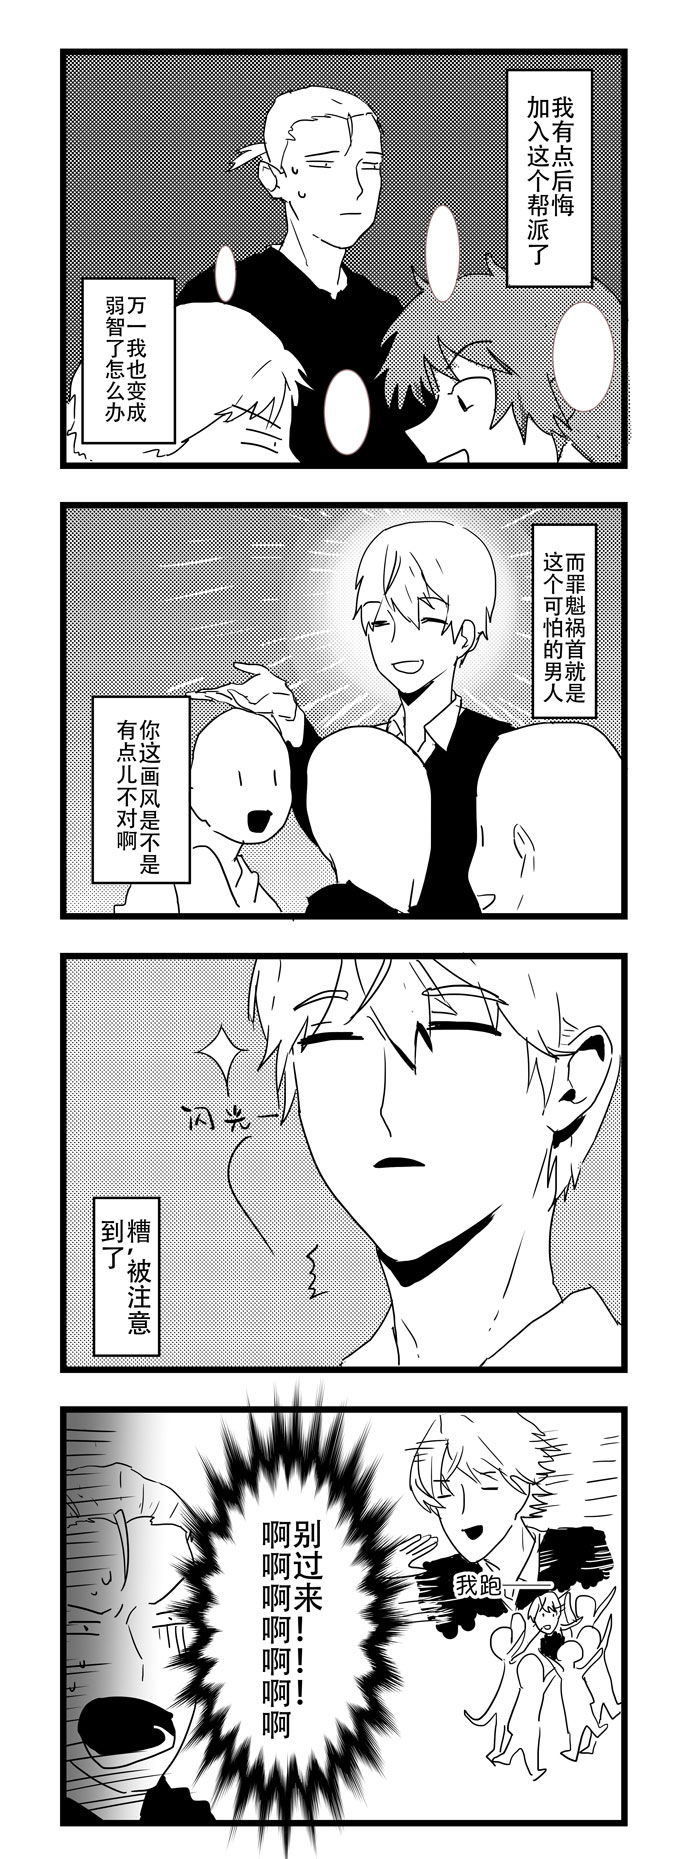 我有点后悔
加入这个帮派了
万一我也变成
弱智了怎么办
而罪魁祸首就是
这个可怕的男人
你这画风是不是
有点儿不对啊
闪光一
糟，被注意
到了
我跑——
别过来！！！
啊啊啊啊啊啊啊